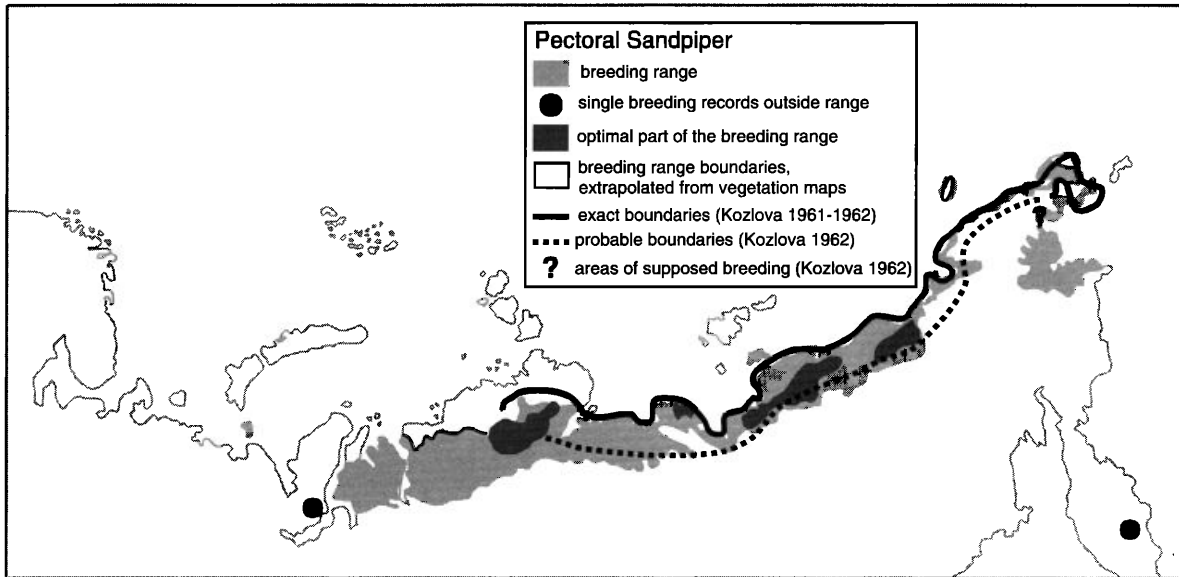 Pectoral Sandpiper
breeding range
single breeding records outside range
optimal part of the breeding range
breeding range boundaries,
extrapolated from vegetation maps
exact boundaries (Kozlova 1961-1962)
probable boundaries (Kozlova 1962)
? areas of supposed breeding (Kozlova 1962)
?